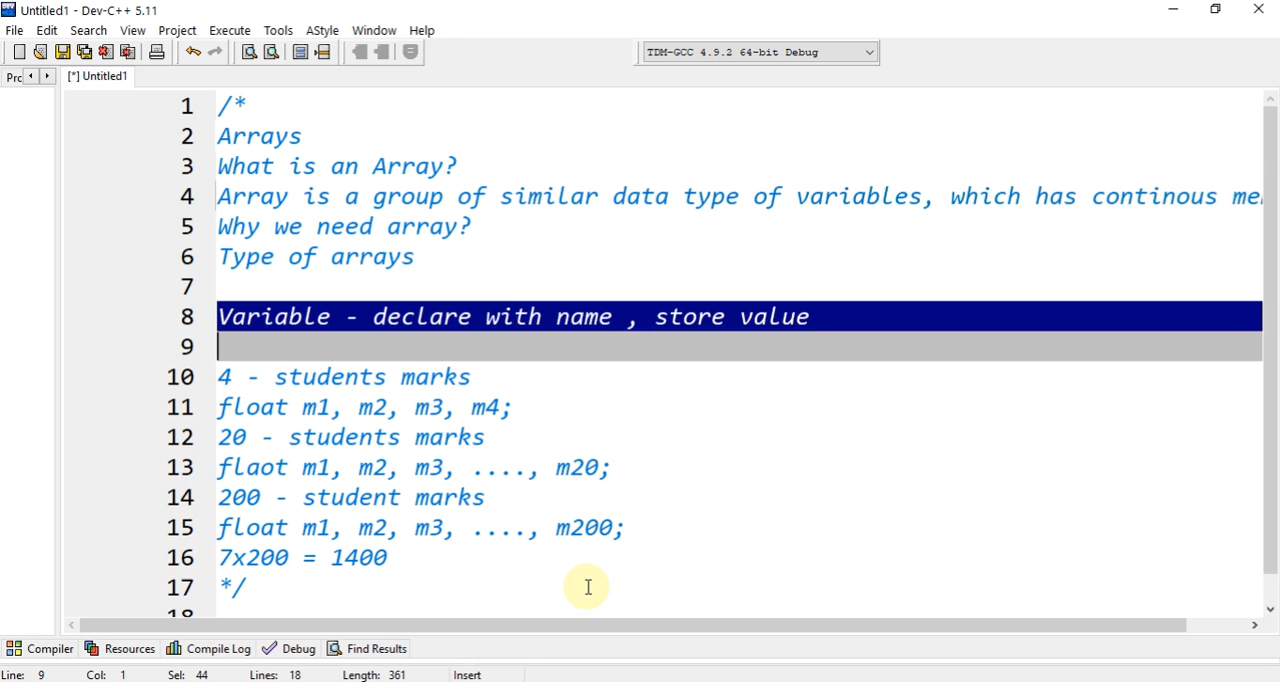 Untitled1 - Dev-C++ 5.11
File Edit Search View Project Execute Tools AStyle Window Help
TDM-GCC 4.9.2 64-bit Debug
Prc [*] Untitled1
1 /*
2 Arrays
3 What is an Array?
4 Array is a group of similar data type of variables, which has continous me
5 Why we need array?
6 Type of arrays
7
8 Variable - declare with name , store value
9
10 4 - students marks
11 float m1, m2, m3, m4;
12 20 - students marks
13 flaot m1, m2, m3, ...., m20;
14 200 - student marks
15 float m1, m2, m3, ...., m200;
16 7x200 = 1400
17 */
18
Compiler Resources Compile Log Debug Find Results
Line: 9 Col: 1 Sel: 44 Lines: 18 Length: 361 Insert